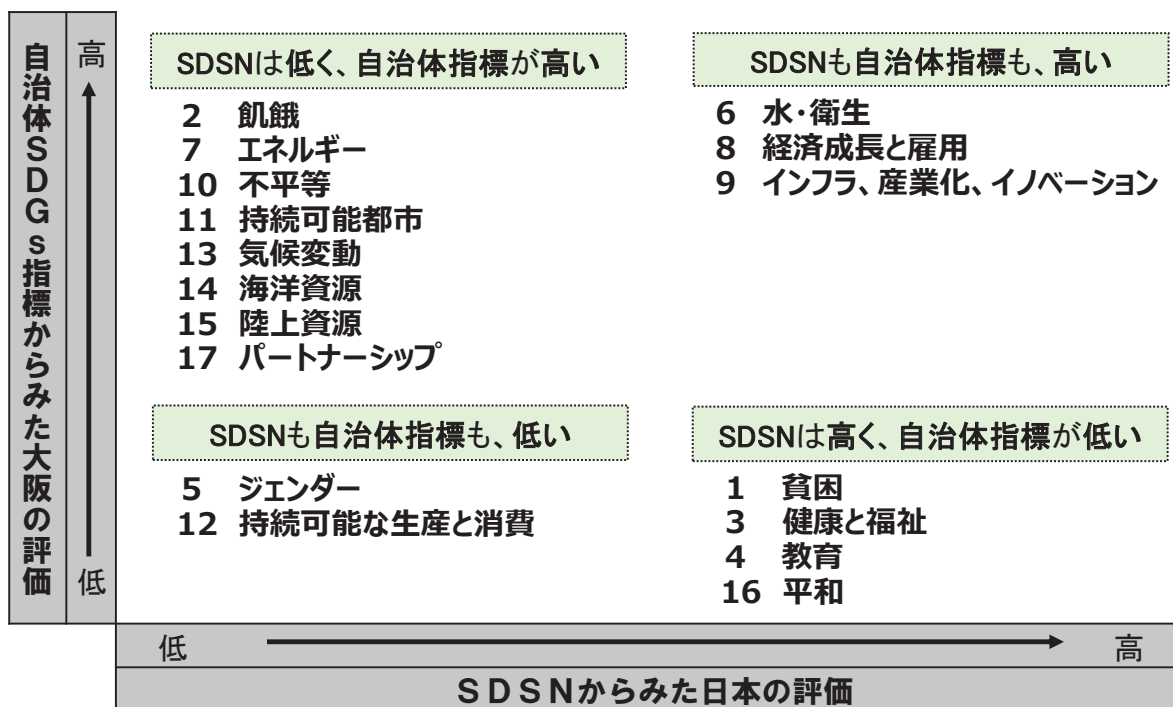 自治体SDGs指標からみた大阪の評価
高
低
SDSNは低く、自治体指標が高い
2 飢餓
7 エネルギー
10 不平等
11 持続可能都市
13 気候変動
14 海洋資源
15 陸上資源
17 パートナーシップ
SDSNも自治体指標も、高い
6 水・衛生
8 経済成長と雇用
9 インフラ、産業化、イノベーション
SDSNも自治体指標も、低い
5 ジェンダー
12 持続可能な生産と消費
SDSNは高く、自治体指標が低い
1 貧困
3 健康と福祉
4 教育
16 平和
低
高
SDSNからみた日本の評価